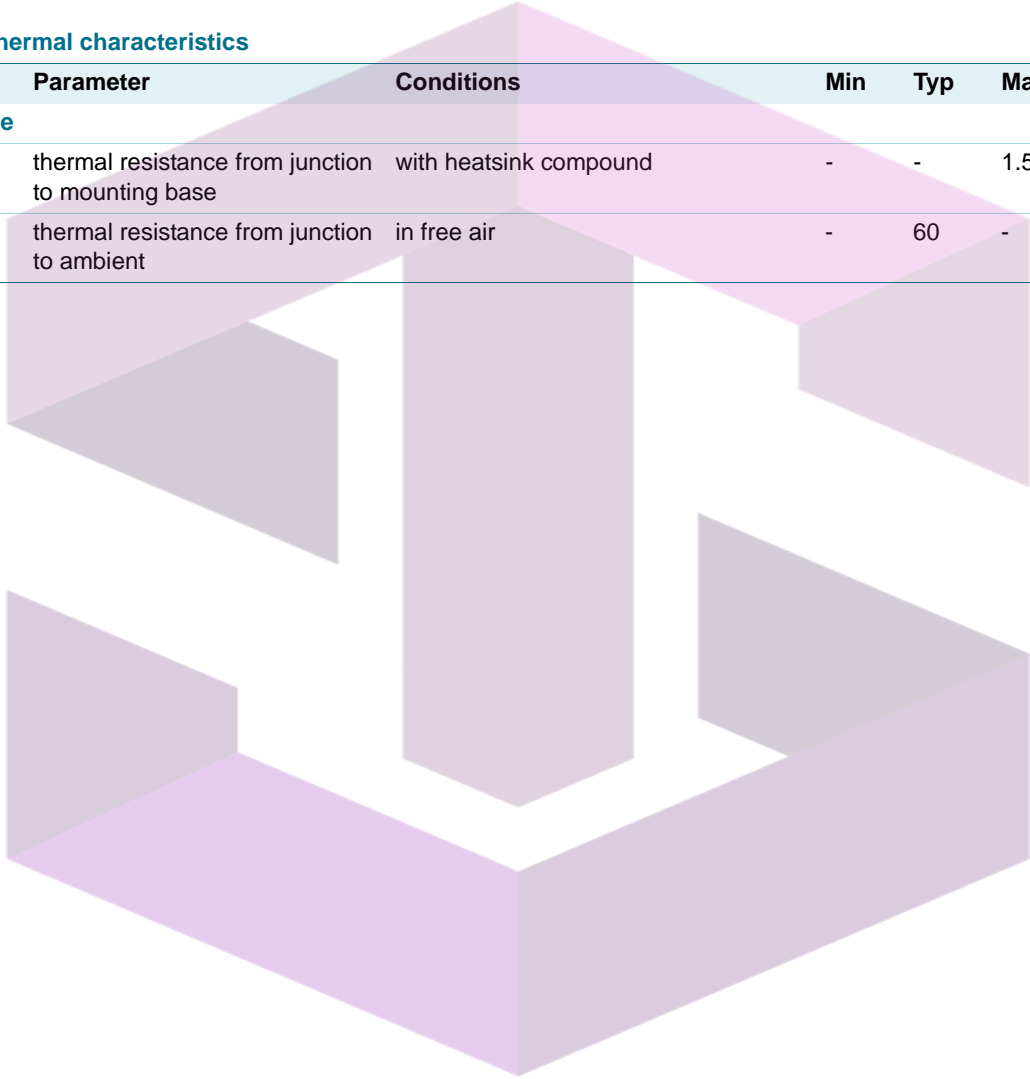 hermal characteristics
Parameter Conditions Min Typ Ma
e
thermal resistance from junction with heatsink compound - - 1.5
to mounting base
thermal resistance from junction in free air - 60 -
to ambient